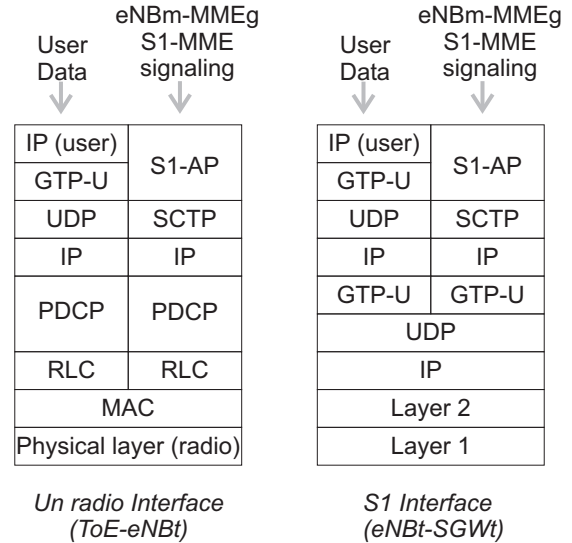 User
Data
eNBm-MMEg
S1-MME
signaling
User
Data
eNBm-MMEg
S1-MME
signaling
IP (user)
GTP-U
S1-AP
UDP
SCTP
IP
IP
PDCP
PDCP
RLC
RLC
MAC
Physical layer (radio)
IP (user)
GTP-U
S1-AP
UDP
SCTP
IP
IP
GTP-U
GTP-U
UDP
IP
Layer 2
Layer 1
Un radio Interface
(ToE-eNBt)
S1 Interface
(eNBt-SGWt)